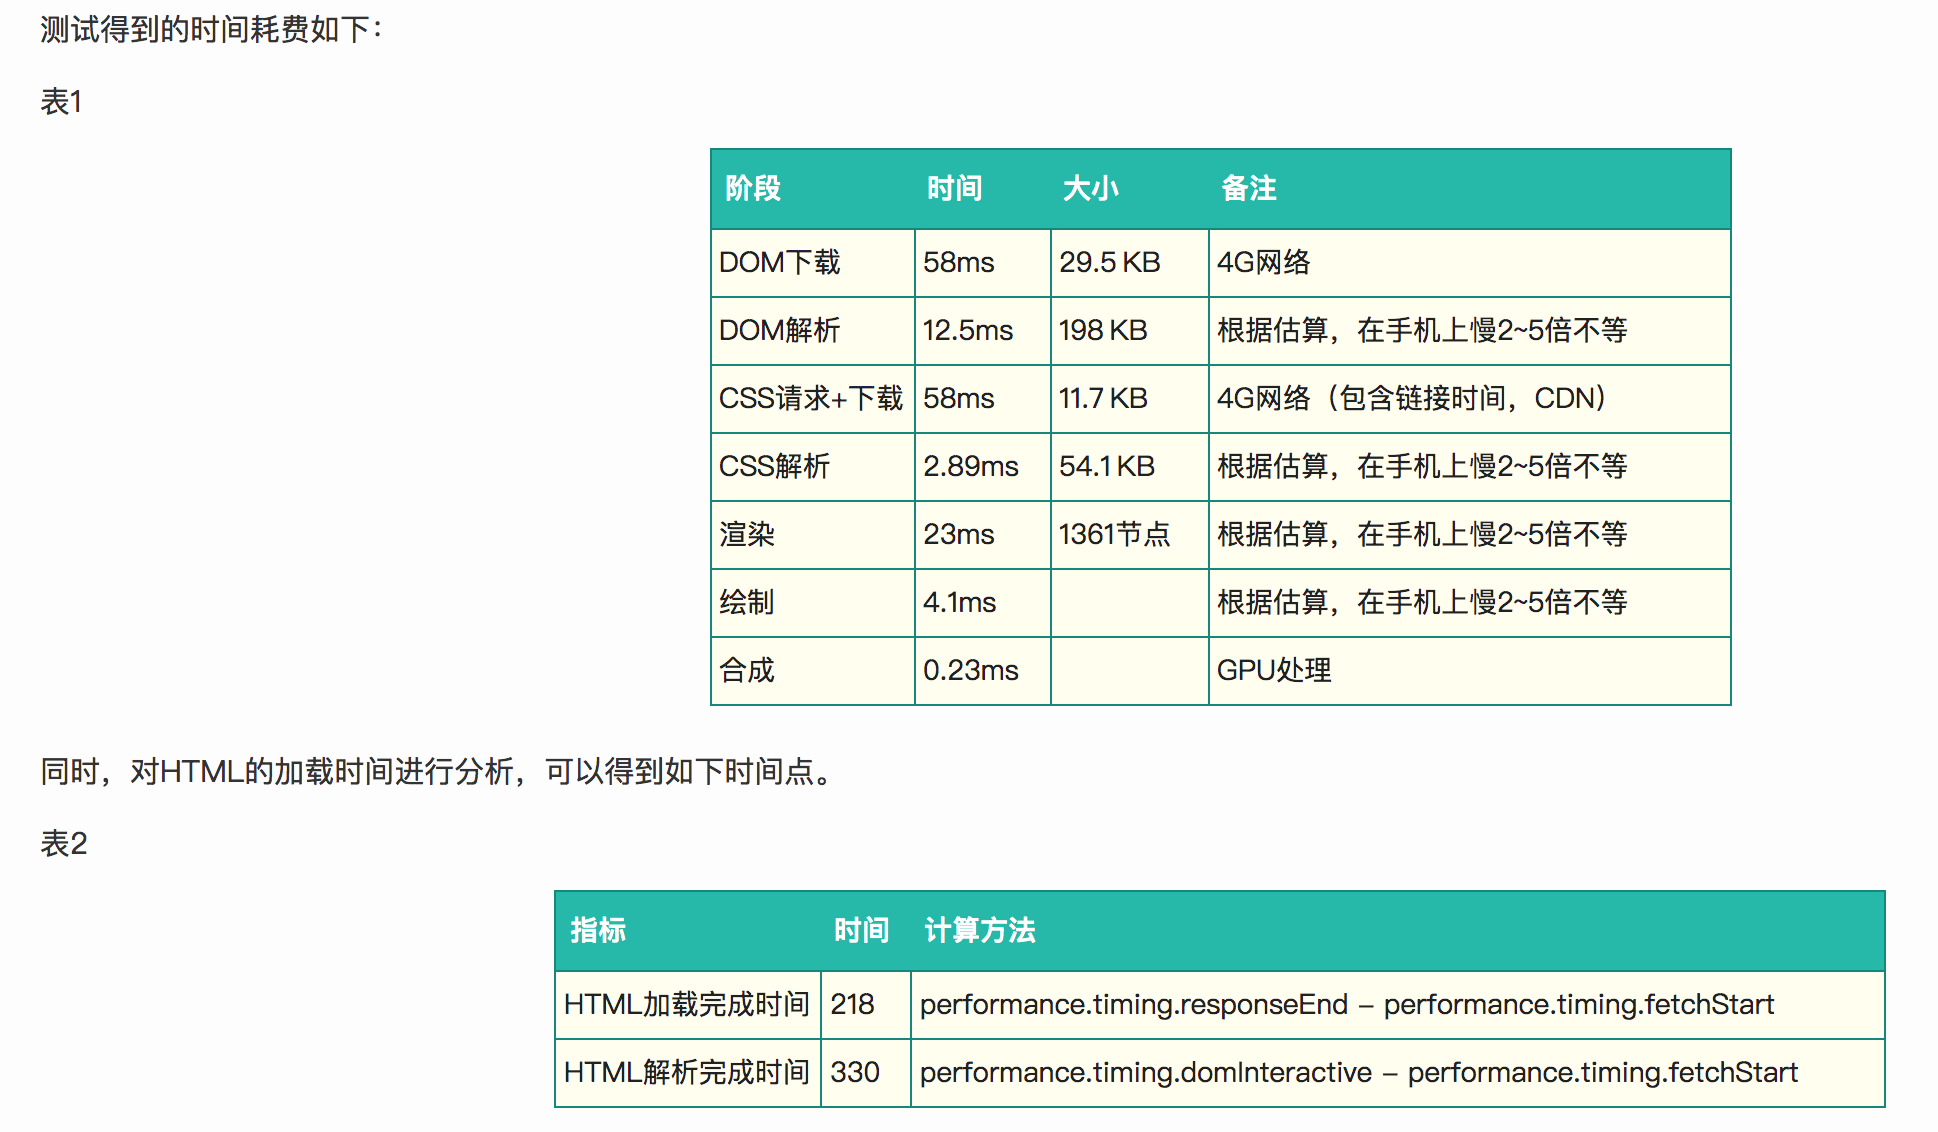 测试得到的时间耗费如下：
表1
阶段 时间 大小 备注
DOM下载 58ms 29.5 KB 4G网络
DOM解析 12.5ms 198 KB 根据估算，在手机上慢2~5倍不等
CSS请求+下载 58ms 11.7 KB 4G网络（包含链接时间，CDN）
CSS解析 2.89ms 54.1 KB 根据估算，在手机上慢2~5倍不等
渲染 23ms 1361节点 根据估算，在手机上慢2~5倍不等
绘制 4.1ms 根据估算，在手机上慢2~5倍不等
合成 0.23ms GPU处理
同时，对HTML的加载时间进行分析，可以得到如下时间点。
表2
指标 时间 计算方法
HTML加载完成时间 218 performance.timing.responseEnd – performance.timing.fetchStart
HTML解析完成时间 330 performance.timing.domInteractive – performance.timing.fetchStart